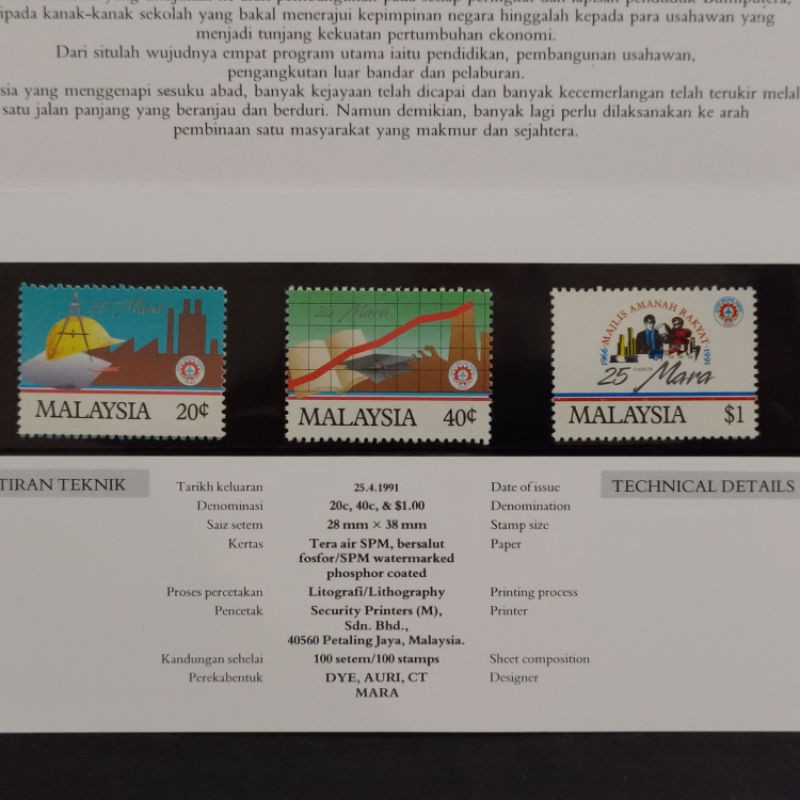 ipada kanak-kanak sekolah yang bakal menerajui kepimpinan negara hinggalah kepada para usahawan yang
menjadi tunjang kekuatan pertumbuhan ekonomi.
Dari situlah wujudnya empat program utama iaitu pendidikan, pembangunan usahawan,
pengangkutan luar bandar dan pelaburan.
sia yang menggenapi sesuku abad, banyak kejayaan telah dicapai dan banyak kecemerlangan telah terukir melal
satu jalan panjang yang beranjau dan berduri. Namun demikian, banyak lagi perlu dilaksanakan ke arah
pembinaan satu masyarakat yang makmur dan sejahtera.
25 Mara
MALAYSIA 20¢
25 Mara
MALAYSIA 40¢
1966 • MAJLIS AMANAH RAKYAT • 1991
25 TAHUN Mara
MALAYSIA $1
TIRAN TEKNIK
TECHNICAL DETAILS
Tarikh keluaran 25.4.1991 Date of issue
Denominasi 20c, 40c, & $1.00 Denomination
Saiz setem 28 mm × 38 mm Stamp size
Kertas Tera air SPM, bersalut Paper
fosfor/SPM watermarked
phosphor coated
Proses percetakan Litografi/Lithography Printing process
Pencetak Security Printers (M), Printer
Sdn. Bhd.,
40560 Petaling Jaya, Malaysia.
Kandungan sehelai 100 setem/100 stamps Sheet composition
Perekabentuk DYE, AURI, CT Designer
MARA